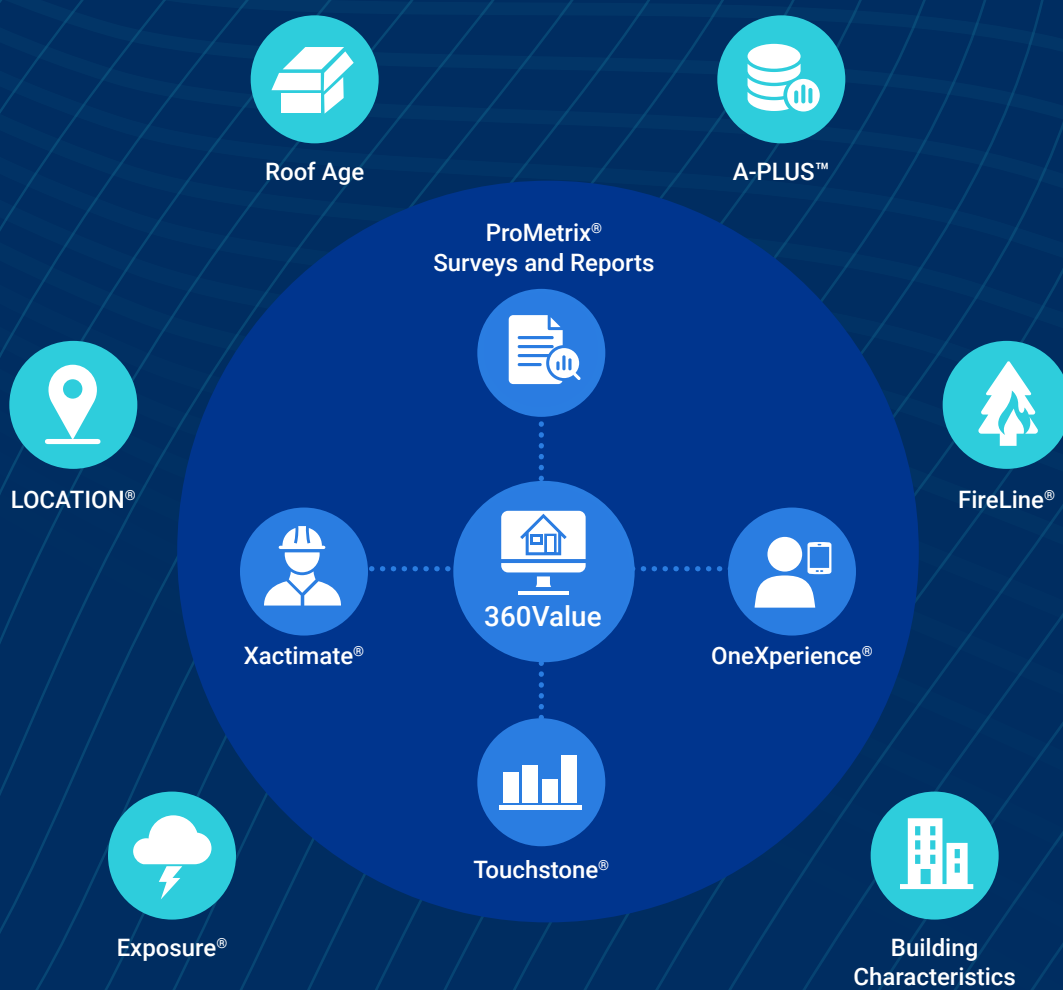 Roof Age
A-PLUS™
ProMetrix®
Surveys and Reports
LOCATION®
FireLine®
360Value
Xactimate®
OneXperience®
Touchstone®
Exposure®
Building
Characteristics